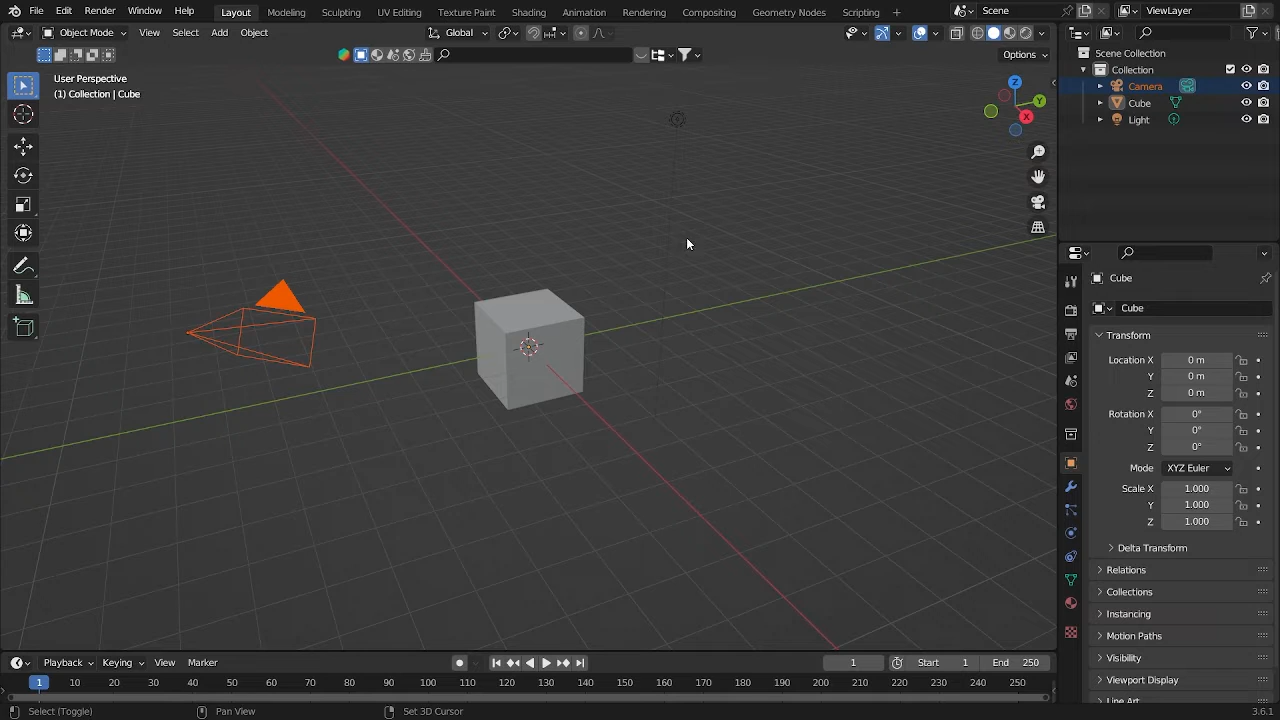 File Edit Render Window Help Layout Modeling Sculpting UV Editing Texture Paint Shading Animation Rendering Compositing Geometry Nodes Scripting Scene ViewLayer
Object Mode View Select Add Object Global
Options
User Perspective
(1) Collection | Cube
Z
Y
X
Scene Collection
Collection
Camera
Cube
Light
Cube
Cube
Transform
Location X 0 m
Y 0 m
Z 0 m
Rotation X 0°
Y 0°
Z 0°
Mode XYZ Euler
Scale X 1.000
Y 1.000
Z 1.000
Delta Transform
Relations
Collections
Instancing
Motion Paths
Visibility
Viewport Display
Line Art
Playback Keying View Marker 1 Start 1 End 250
1 10 20 30 40 50 60 70 80 90 100 110 120 130 140 150 160 170 180 190 200 210 220 230 240 250
Select (Toggle) Pan View Set 3D Cursor 3.6.1